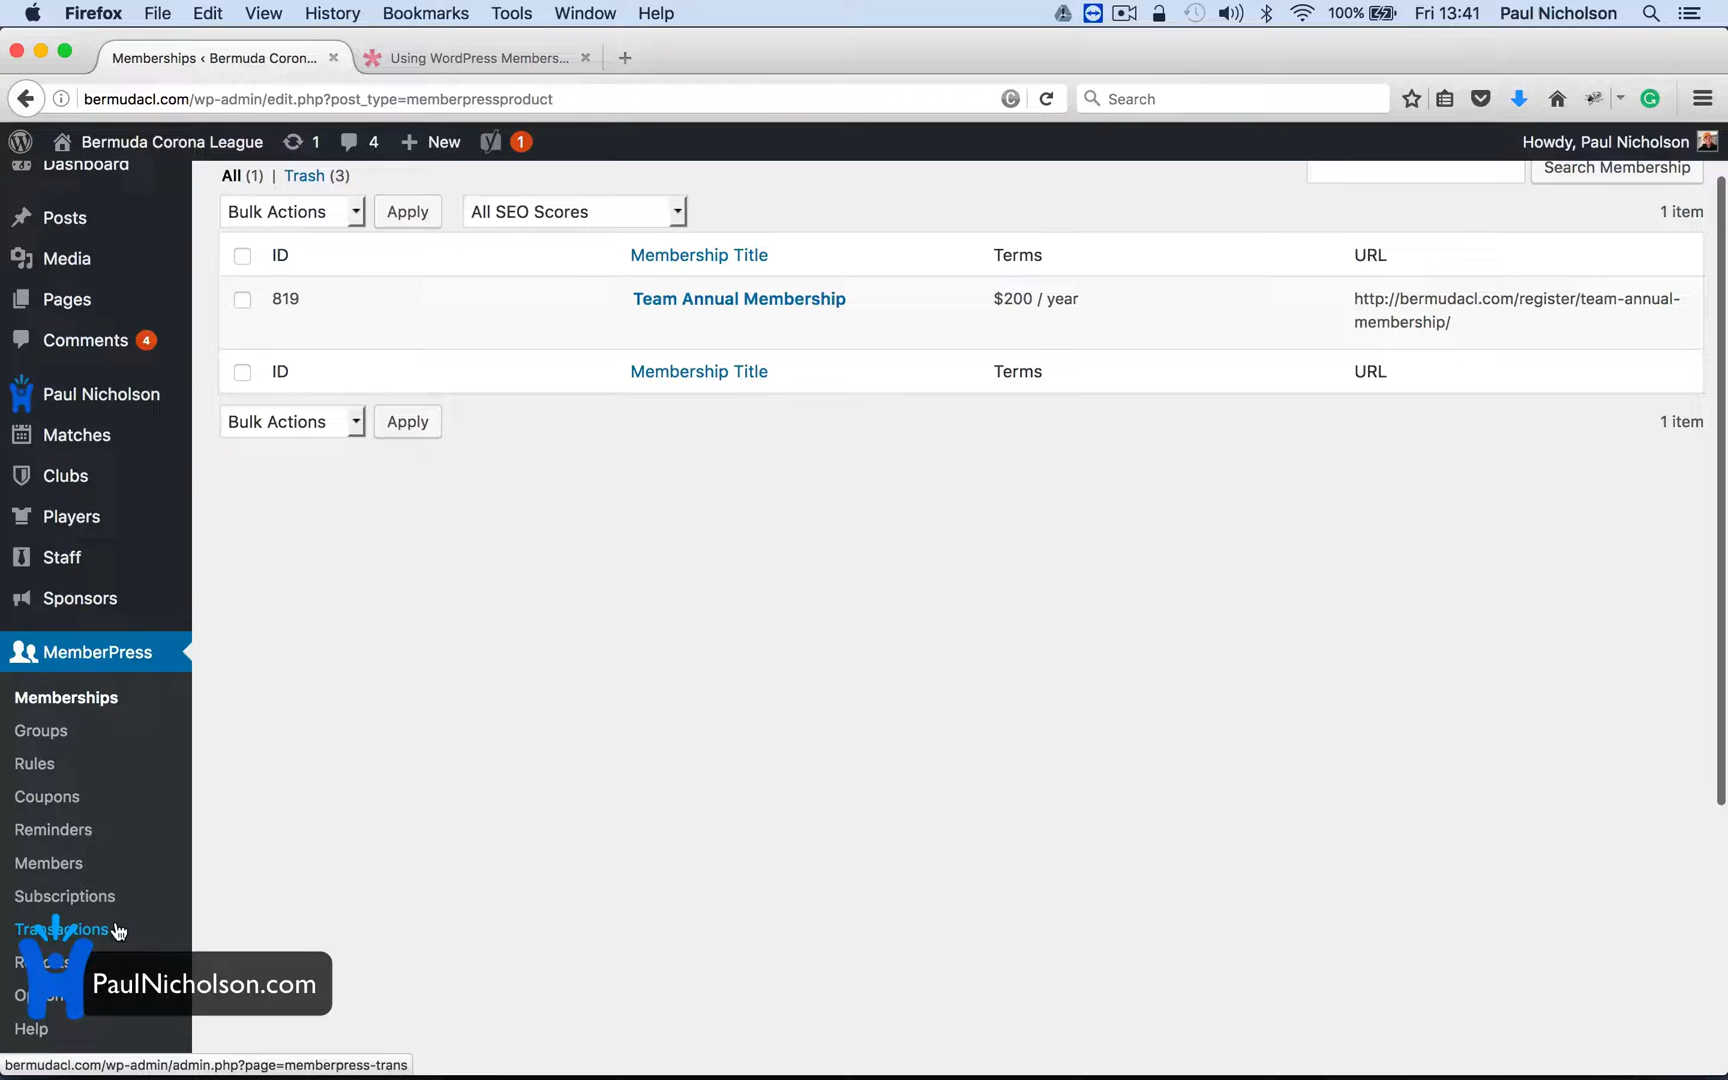 Firefox File Edit View History Bookmarks Tools Window Help 100% Fri 13:41 Paul Nicholson
Memberships ‹ Bermuda Coron... Using WordPress Members...
bermudacl.com/wp-admin/edit.php?post_type=memberpressproduct Search
Bermuda Corona League 1 4 New 1 Howdy, Paul Nicholson
Dashboard
Posts
Media
Pages
Comments 4
Paul Nicholson
Matches
Clubs
Players
Staff
Sponsors
MemberPress
Memberships
Groups
Rules
Coupons
Reminders
Members
Subscriptions
Transactions
Help
All (1) | Trash (3) Search Membership
Bulk Actions Apply All SEO Scores 1 item
ID Membership Title Terms URL
819 Team Annual Membership $200 / year http://bermudacl.com/register/team-annual-
membership/
ID Membership Title Terms URL
Bulk Actions Apply 1 item
PaulNicholson.com
bermudacl.com/wp-admin/admin.php?page=memberpress-trans